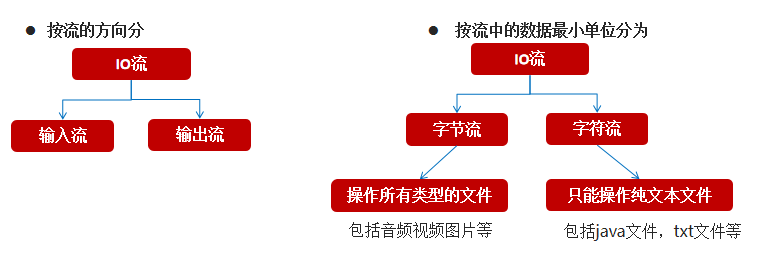 ● 按流的方向分
IO流
输入流
输出流
● 按流中的数据最小单位分为
IO流
字节流
字符流
操作所有类型的文件
只能操作纯文本文件
包括音频视频图片等
包括java文件，txt文件等